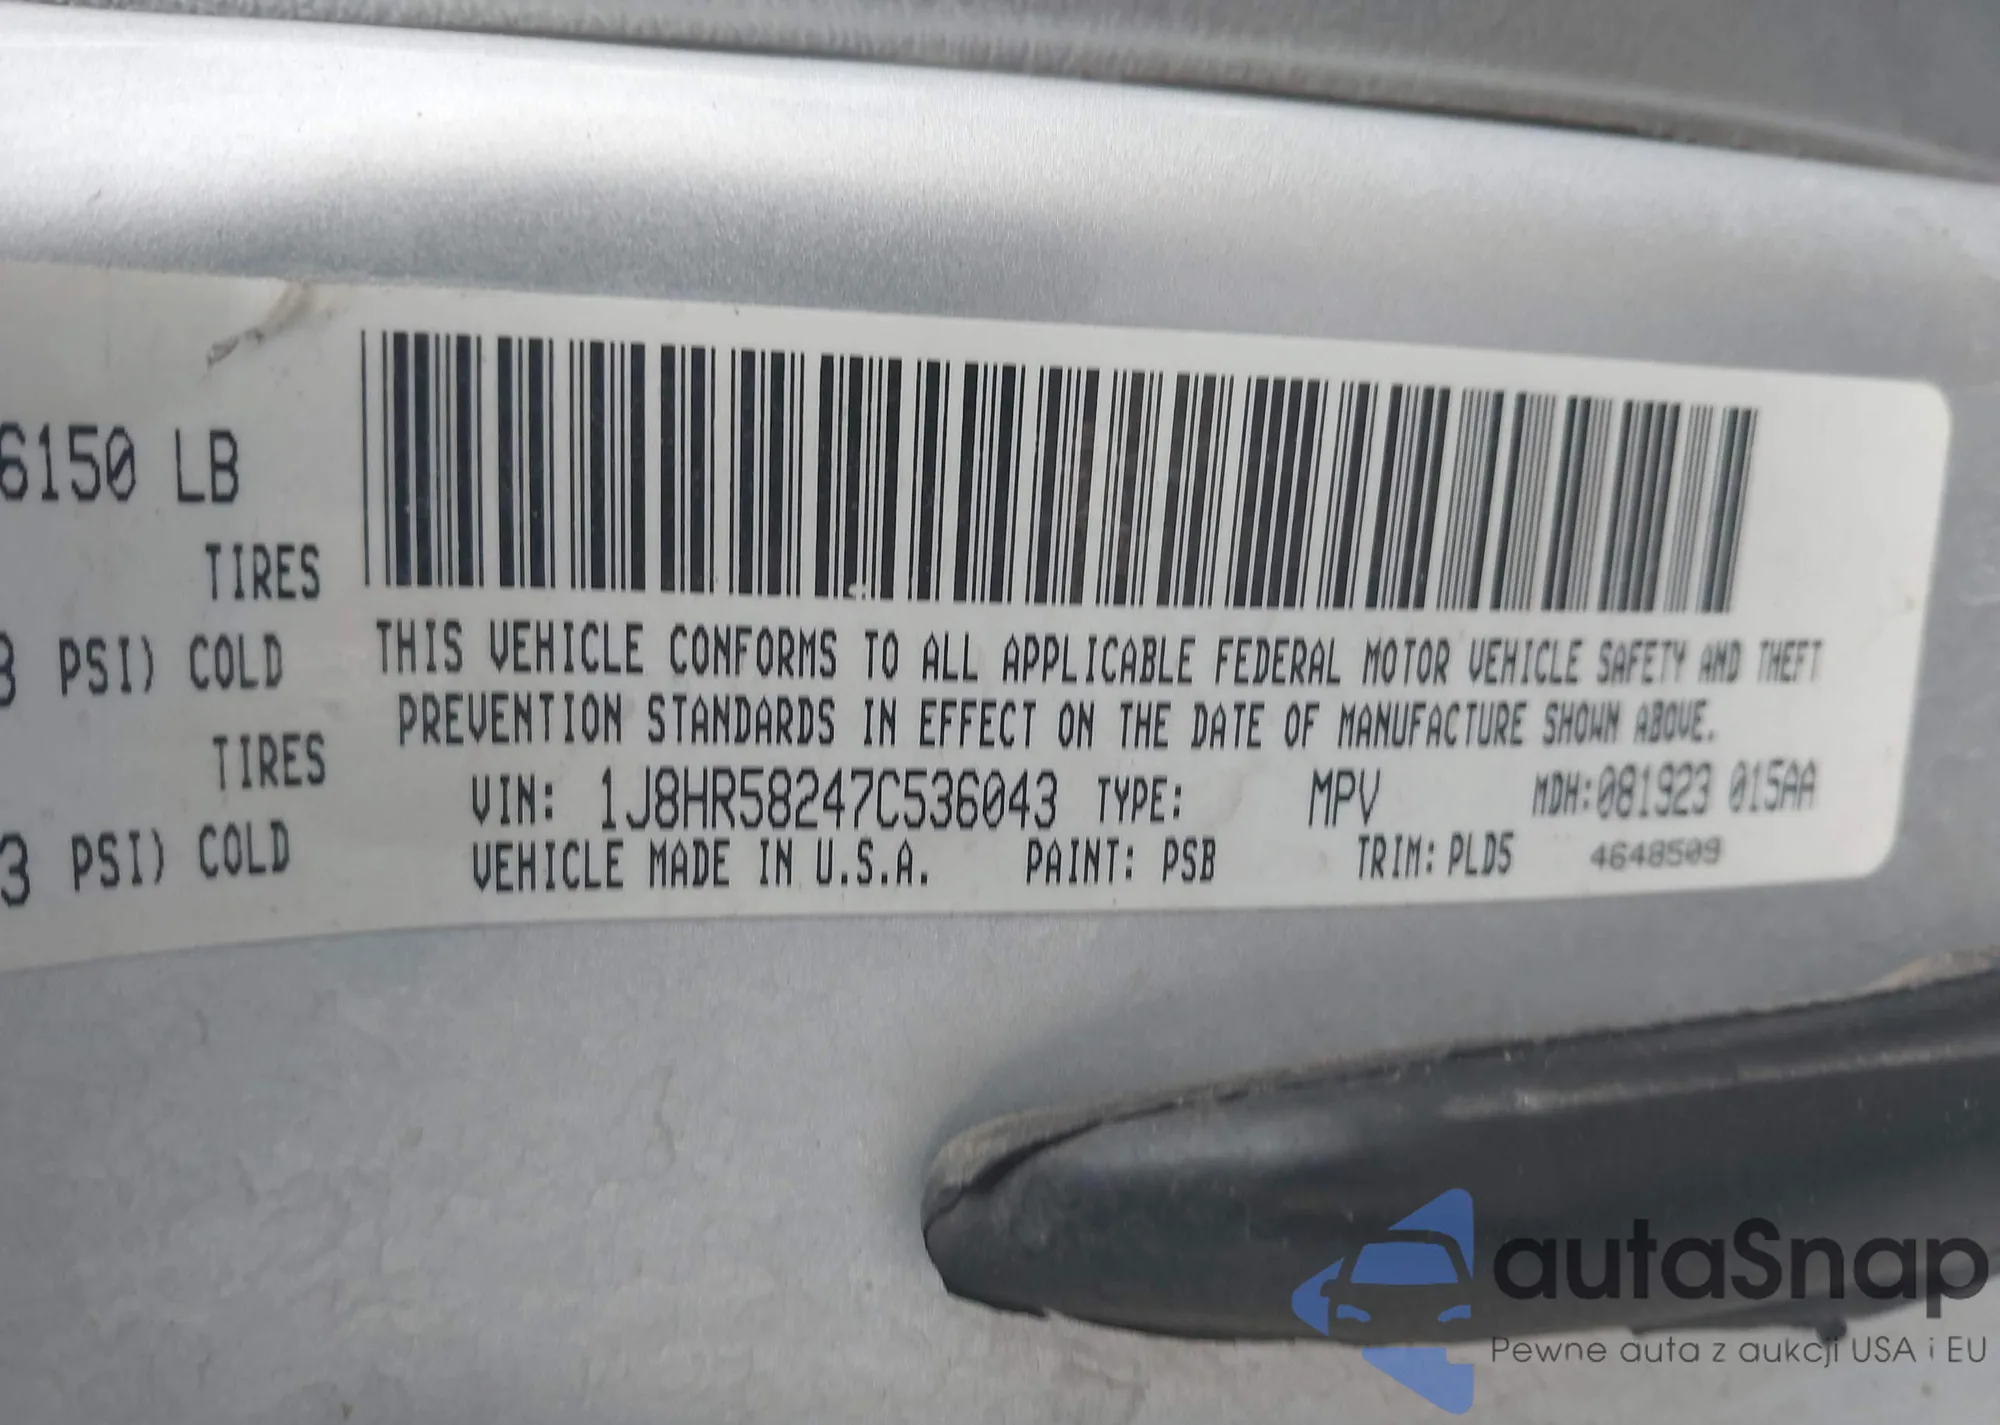 6150 LB
TIRES
3 PSI) COLD
TIRES
3 PSI) COLD
THIS VEHICLE CONFORMS TO ALL APPLICABLE FEDERAL MOTOR VEHICLE SAFETY AND THEFT
PREVENTION STANDARDS IN EFFECT ON THE DATE OF MANUFACTURE SHOWN ABOVE.
VIN: 1J8HR58247C536043 TYPE: MPV MDH:081923 015AA
VEHICLE MADE IN U.S.A. PAINT: PSB TRIM: PLD5 4648509
autaSnap
Pewne auta z aukcji USA i EU